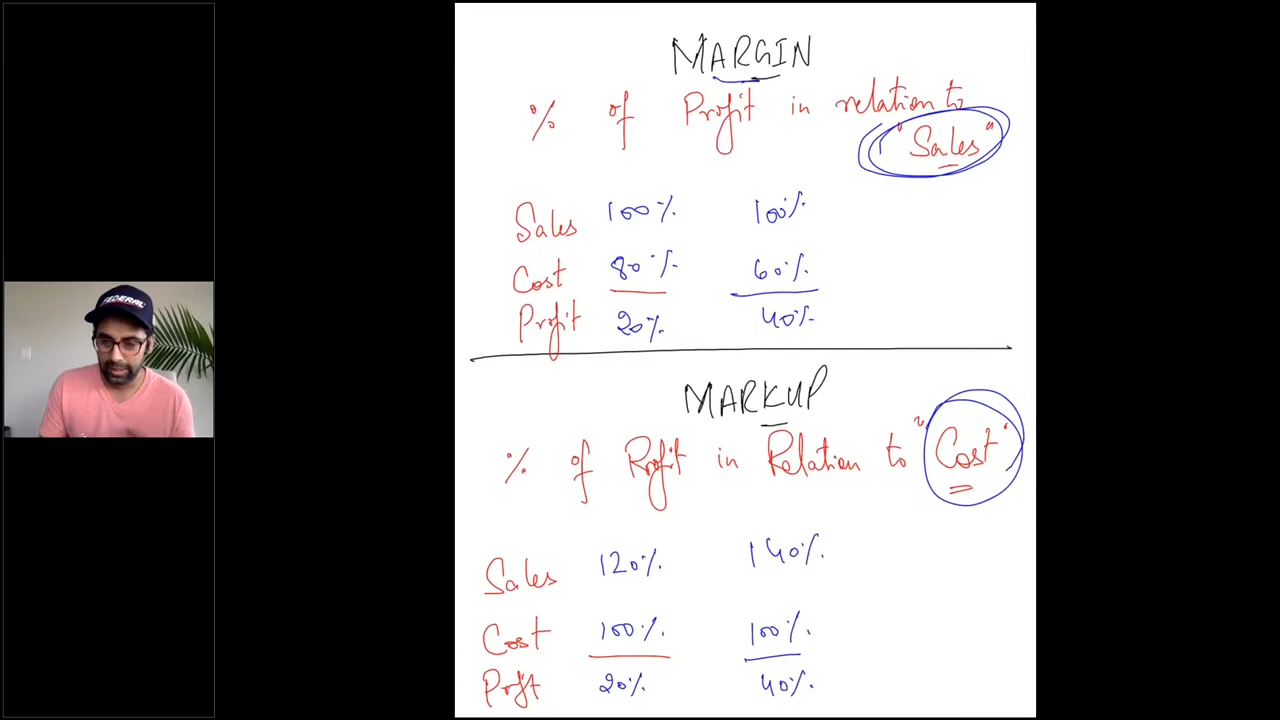 MARGIN
% of Profit in relation to
"Sales"
Sales 100% 100%
Cost 80% 60%
Profit 20% 40%
MARKUP
% of Profit in Relation to "Cost"
Sales 120% 140%
Cost 100% 100%
Profit 20% 40%
FEDERAL